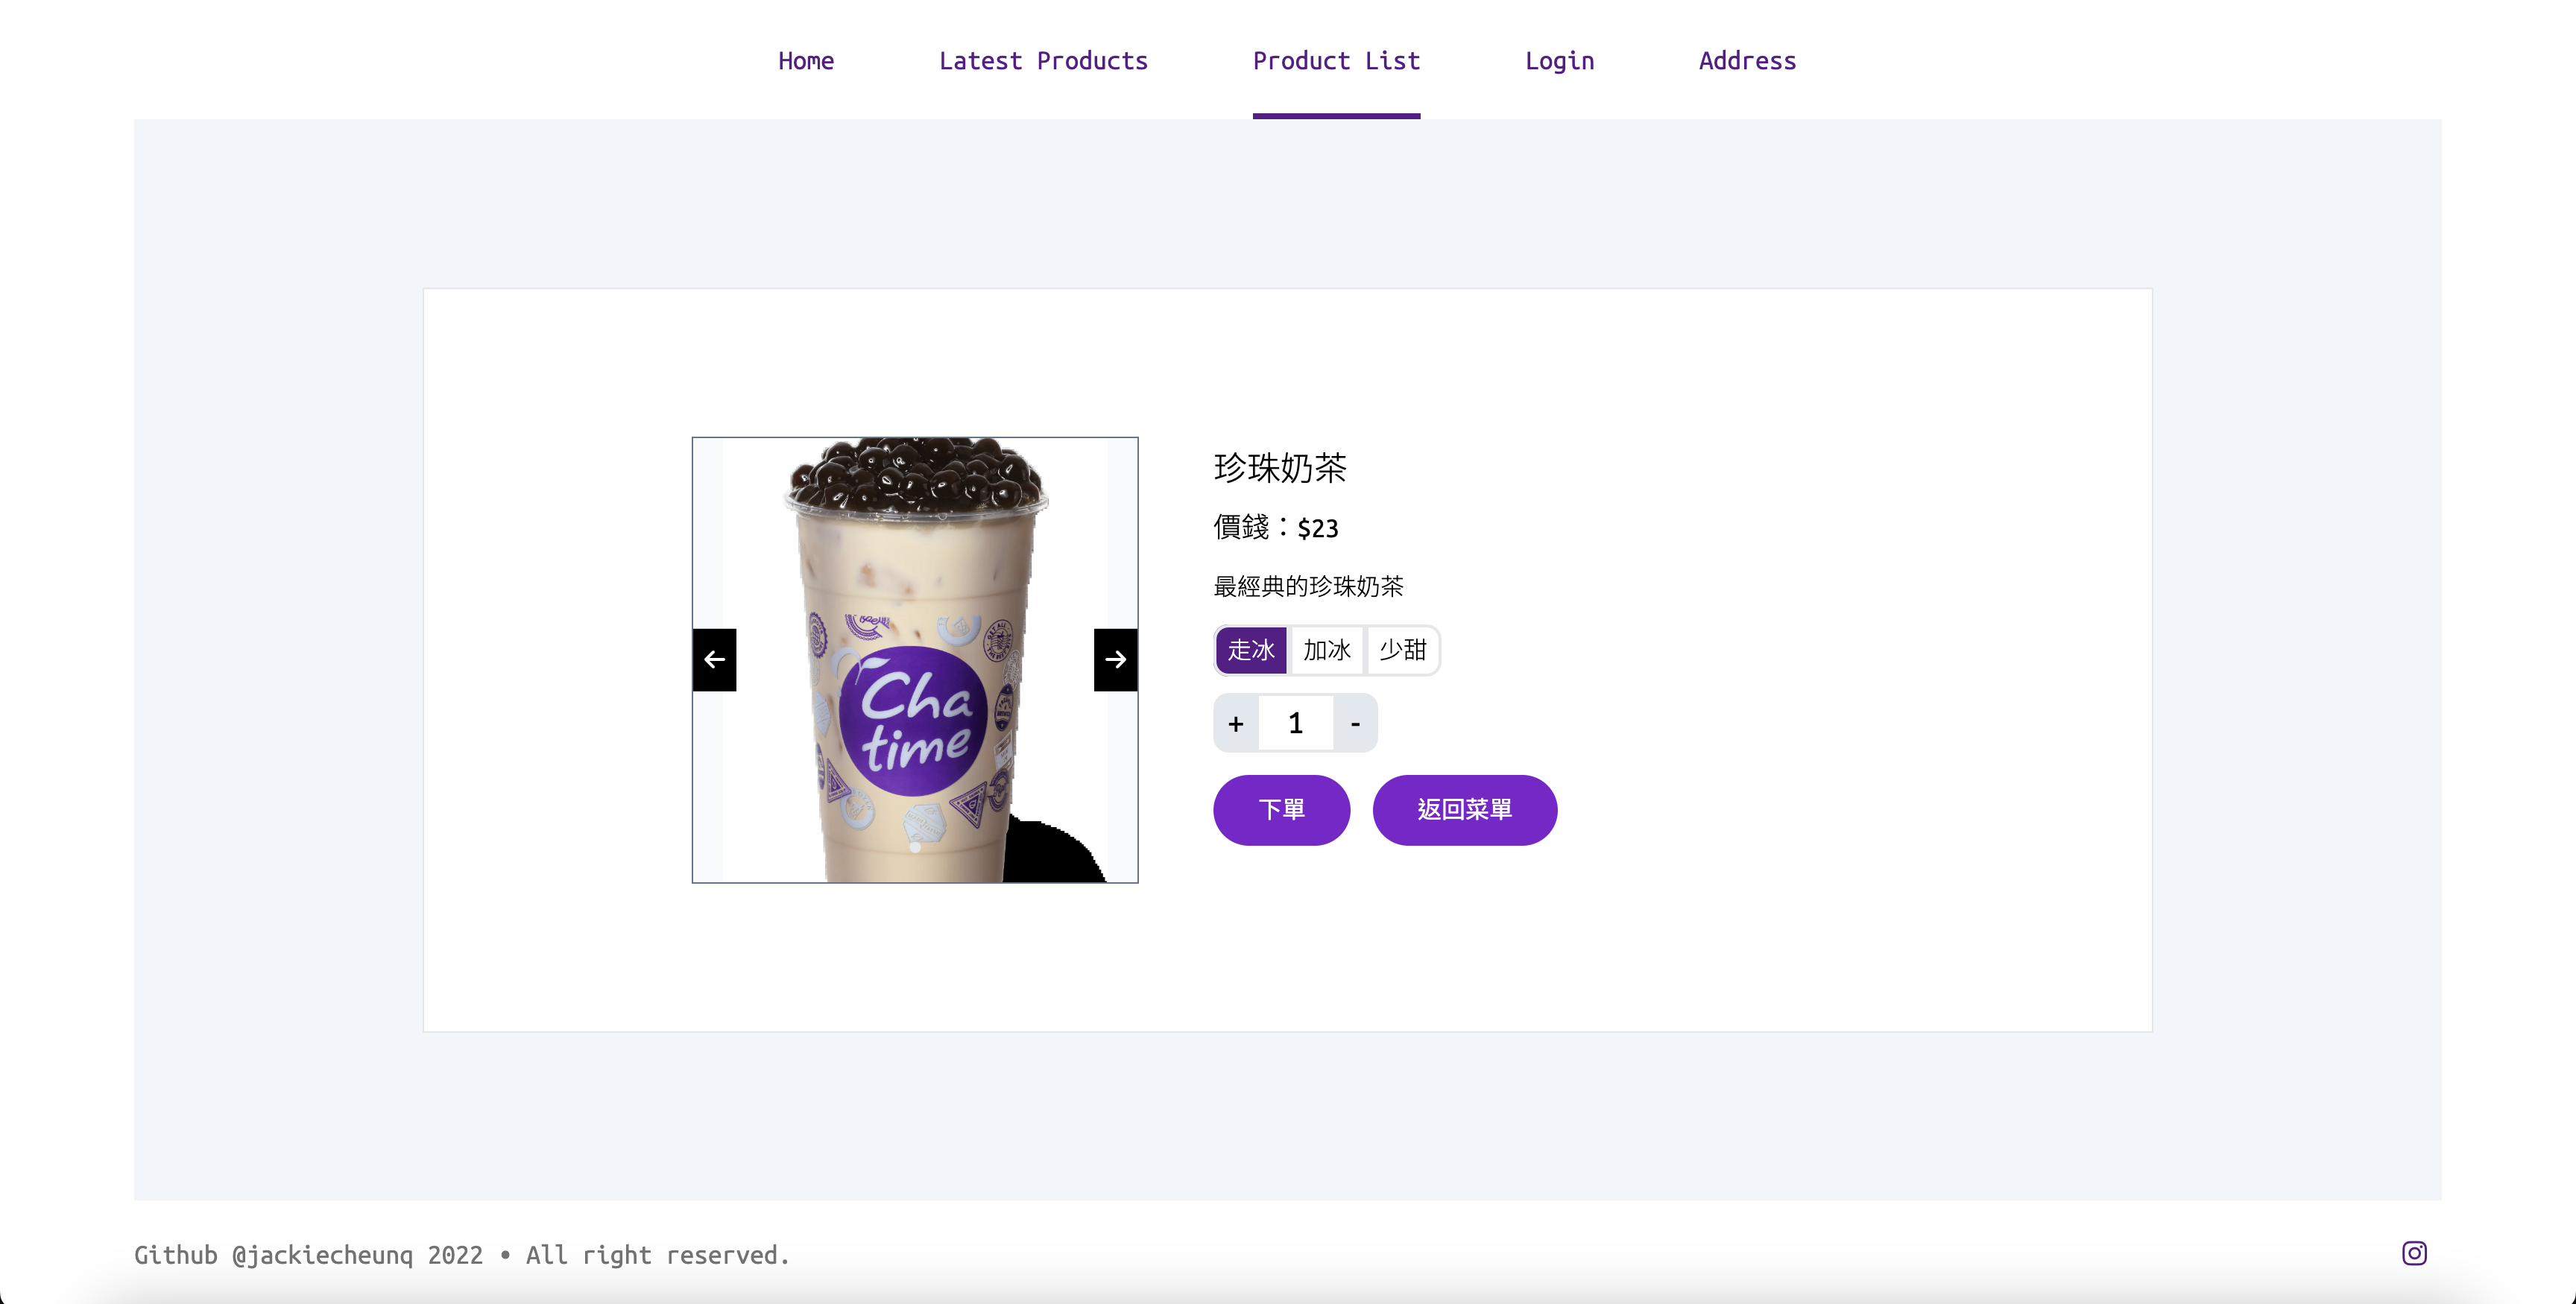 Home Latest Products Product List Login Address
珍珠奶茶
價錢：$23
最經典的珍珠奶茶
走冰 加冰 少甜
+ 1 -
下單 返回菜單
Cha
time
Github @jackiecheunq 2022 • All right reserved.